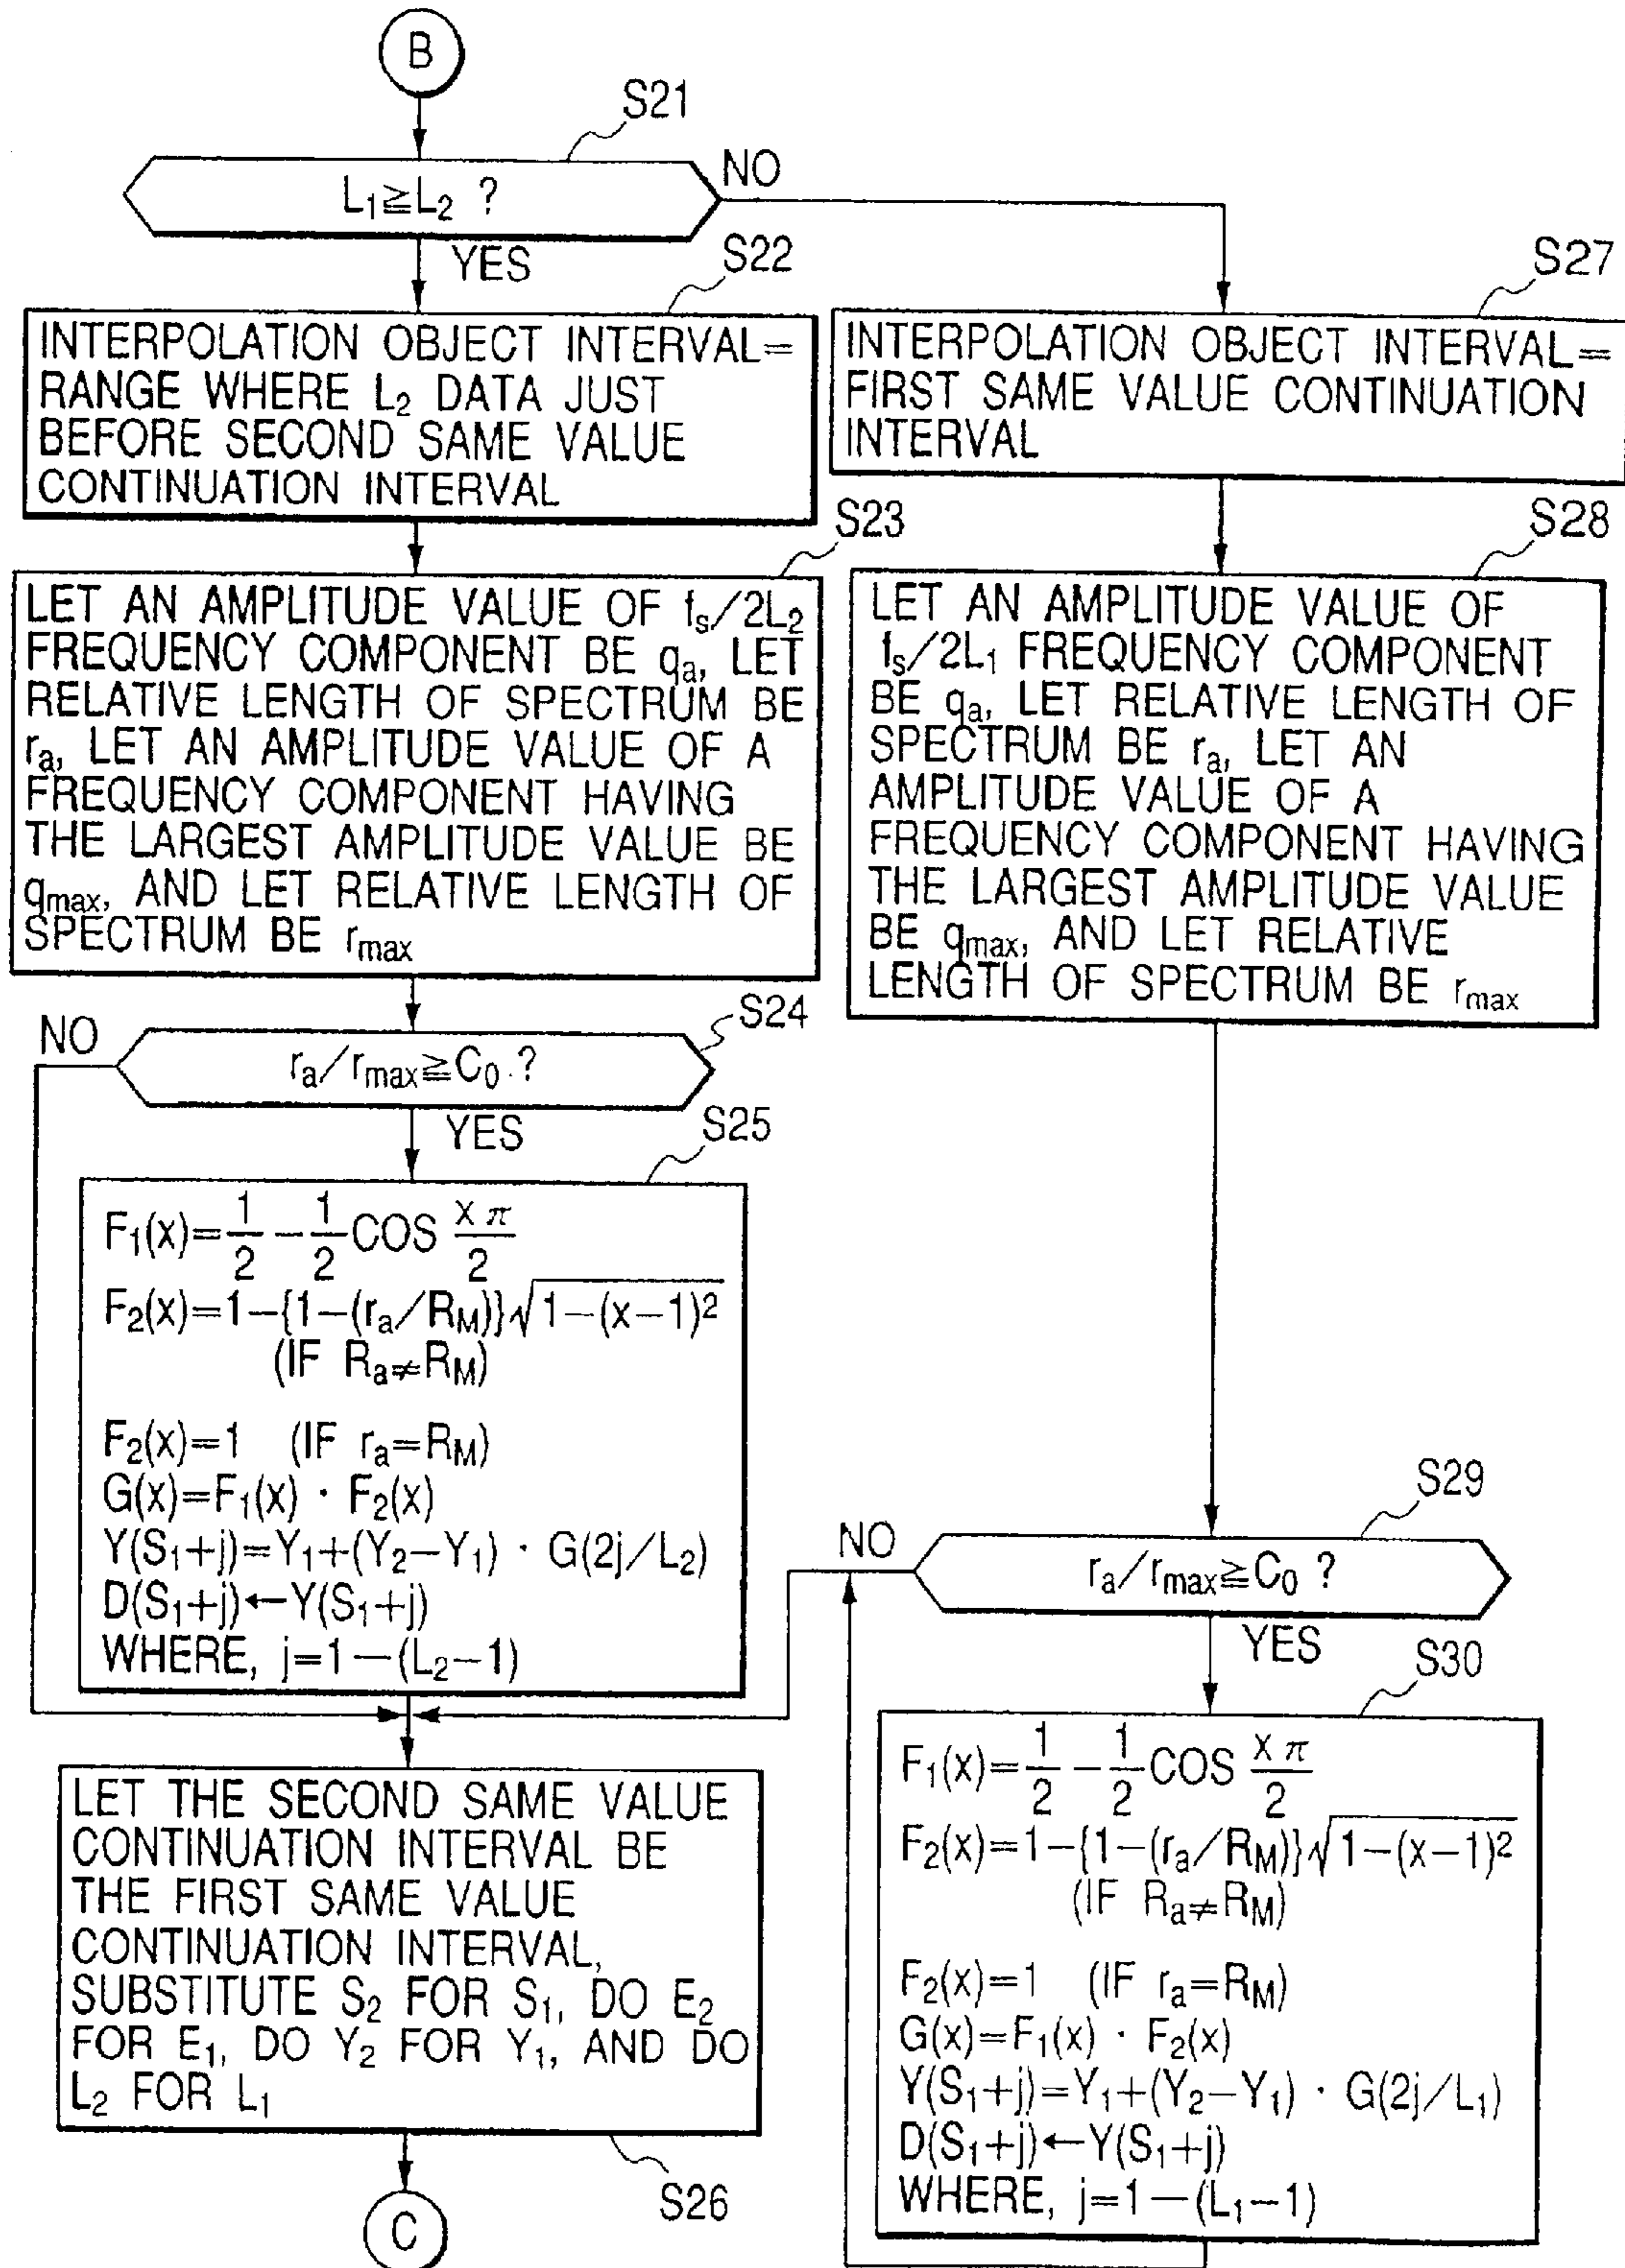 B
S21
L₁≧L₂ ?
NO
YES
S22
INTERPOLATION OBJECT INTERVAL=
RANGE WHERE L₂ DATA JUST
BEFORE SECOND SAME VALUE
CONTINUATION INTERVAL
S27
INTERPOLATION OBJECT INTERVAL=
FIRST SAME VALUE CONTINUATION
INTERVAL
S23
LET AN AMPLITUDE VALUE OF fₛ/2L₂
FREQUENCY COMPONENT BE qₐ, LET
RELATIVE LENGTH OF SPECTRUM BE
rₐ, LET AN AMPLITUDE VALUE OF A
FREQUENCY COMPONENT HAVING
THE LARGEST AMPLITUDE VALUE BE
qmax, AND LET RELATIVE LENGTH OF
SPECTRUM BE rmax
S28
LET AN AMPLITUDE VALUE OF
fₛ/2L₁ FREQUENCY COMPONENT
BE qₐ, LET RELATIVE LENGTH OF
SPECTRUM BE rₐ, LET AN
AMPLITUDE VALUE OF A
FREQUENCY COMPONENT HAVING
THE LARGEST AMPLITUDE VALUE
BE qmax, AND LET RELATIVE
LENGTH OF SPECTRUM BE rmax
S24
NO
rₐ/rmax≧C₀ ?
YES
S25
F₁(x)=1/2−1/2 COS xπ/2
F₂(x)=1−{1−(rₐ/R_M)}√1−(x−1)²
(IF Rₐ≠R_M)
F₂(x)=1 (IF rₐ=R_M)
G(x)=F₁(x) · F₂(x)
Y(S₁+j)=Y₁+(Y₂−Y₁) · G(2j/L₂)
D(S₁+j)←Y(S₁+j)
WHERE, j=1−(L₂−1)
S29
NO
rₐ/rmax≧C₀ ?
YES
S30
F₁(x)=1/2−1/2 COS xπ/2
F₂(x)=1−{1−(rₐ/R_M)}√1−(x−1)²
(IF Rₐ≠R_M)
F₂(x)=1 (IF rₐ=R_M)
G(x)=F₁(x) · F₂(x)
Y(S₁+j)=Y₁+(Y₂−Y₁) · G(2j/L₁)
D(S₁+j)←Y(S₁+j)
WHERE, j=1−(L₁−1)
LET THE SECOND SAME VALUE
CONTINUATION INTERVAL BE
THE FIRST SAME VALUE
CONTINUATION INTERVAL,
SUBSTITUTE S₂ FOR S₁, DO E₂
FOR E₁, DO Y₂ FOR Y₁, AND DO
L₂ FOR L₁
S26
C